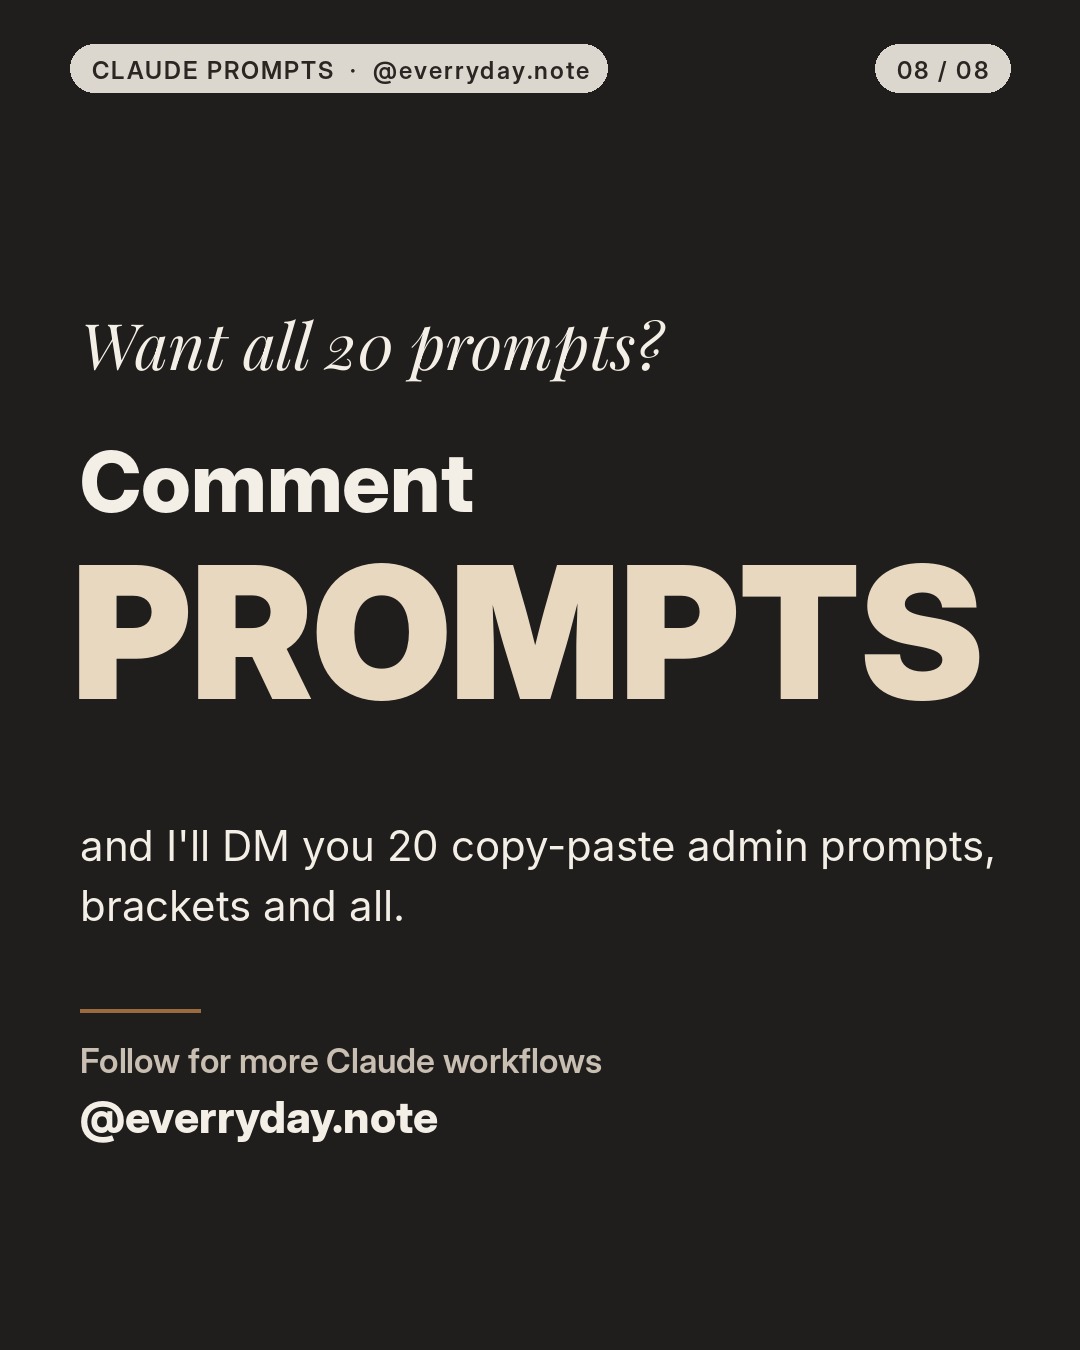 CLAUDE PROMPTS · @everryday.note
08 / 08
Want all 20 prompts?
Comment
PROMPTS
and I'll DM you 20 copy-paste admin prompts,
brackets and all.
Follow for more Claude workflows
@everryday.note